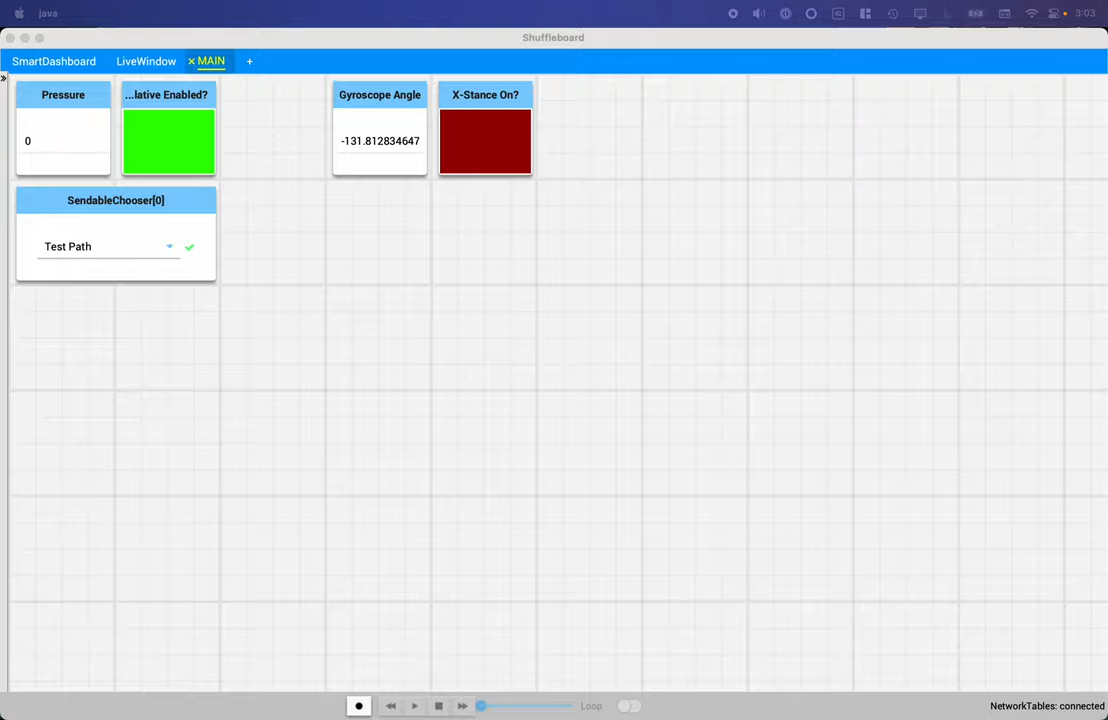 java
3:03
Shuffleboard
SmartDashboard
LiveWindow
MAIN
+
»
Pressure
...lative Enabled?
Gyroscope Angle
X-Stance On?
0
-131.812834647
SendableChooser[0]
Test Path
Loop
NetworkTables: connected